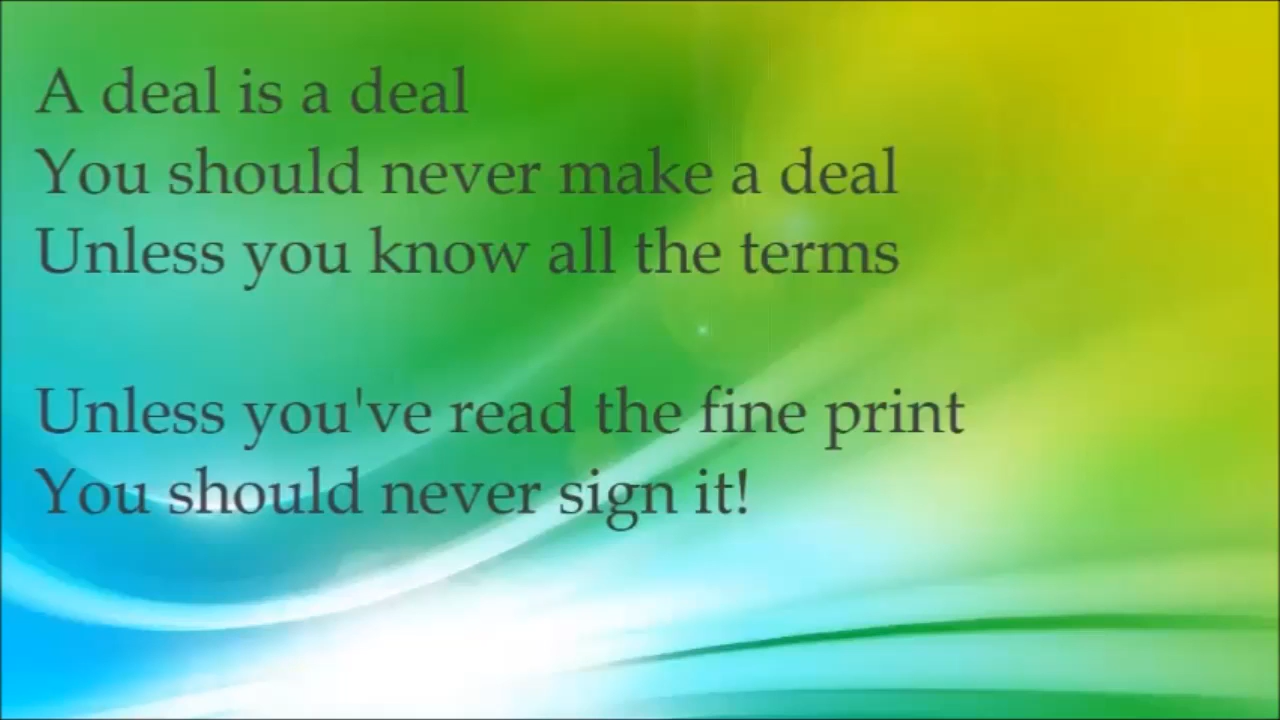 A deal is a deal
You should never make a deal
Unless you know all the terms
Unless you've read the fine print
You should never sign it!